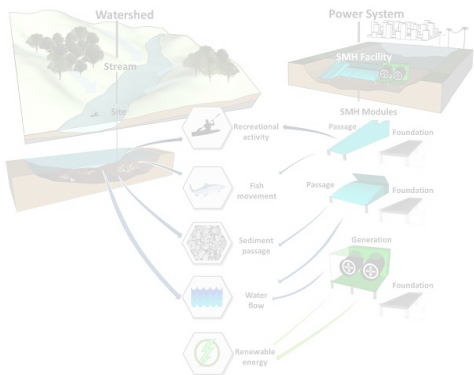 Watershed
Power System
Stream
SMH Facility
Site
SMH Modules
Recreational
activity
Passage
Foundation
Fish
movement
Passage
Foundation
Sediment
passage
Generation
Foundation
Water
flow
Renewable
energy